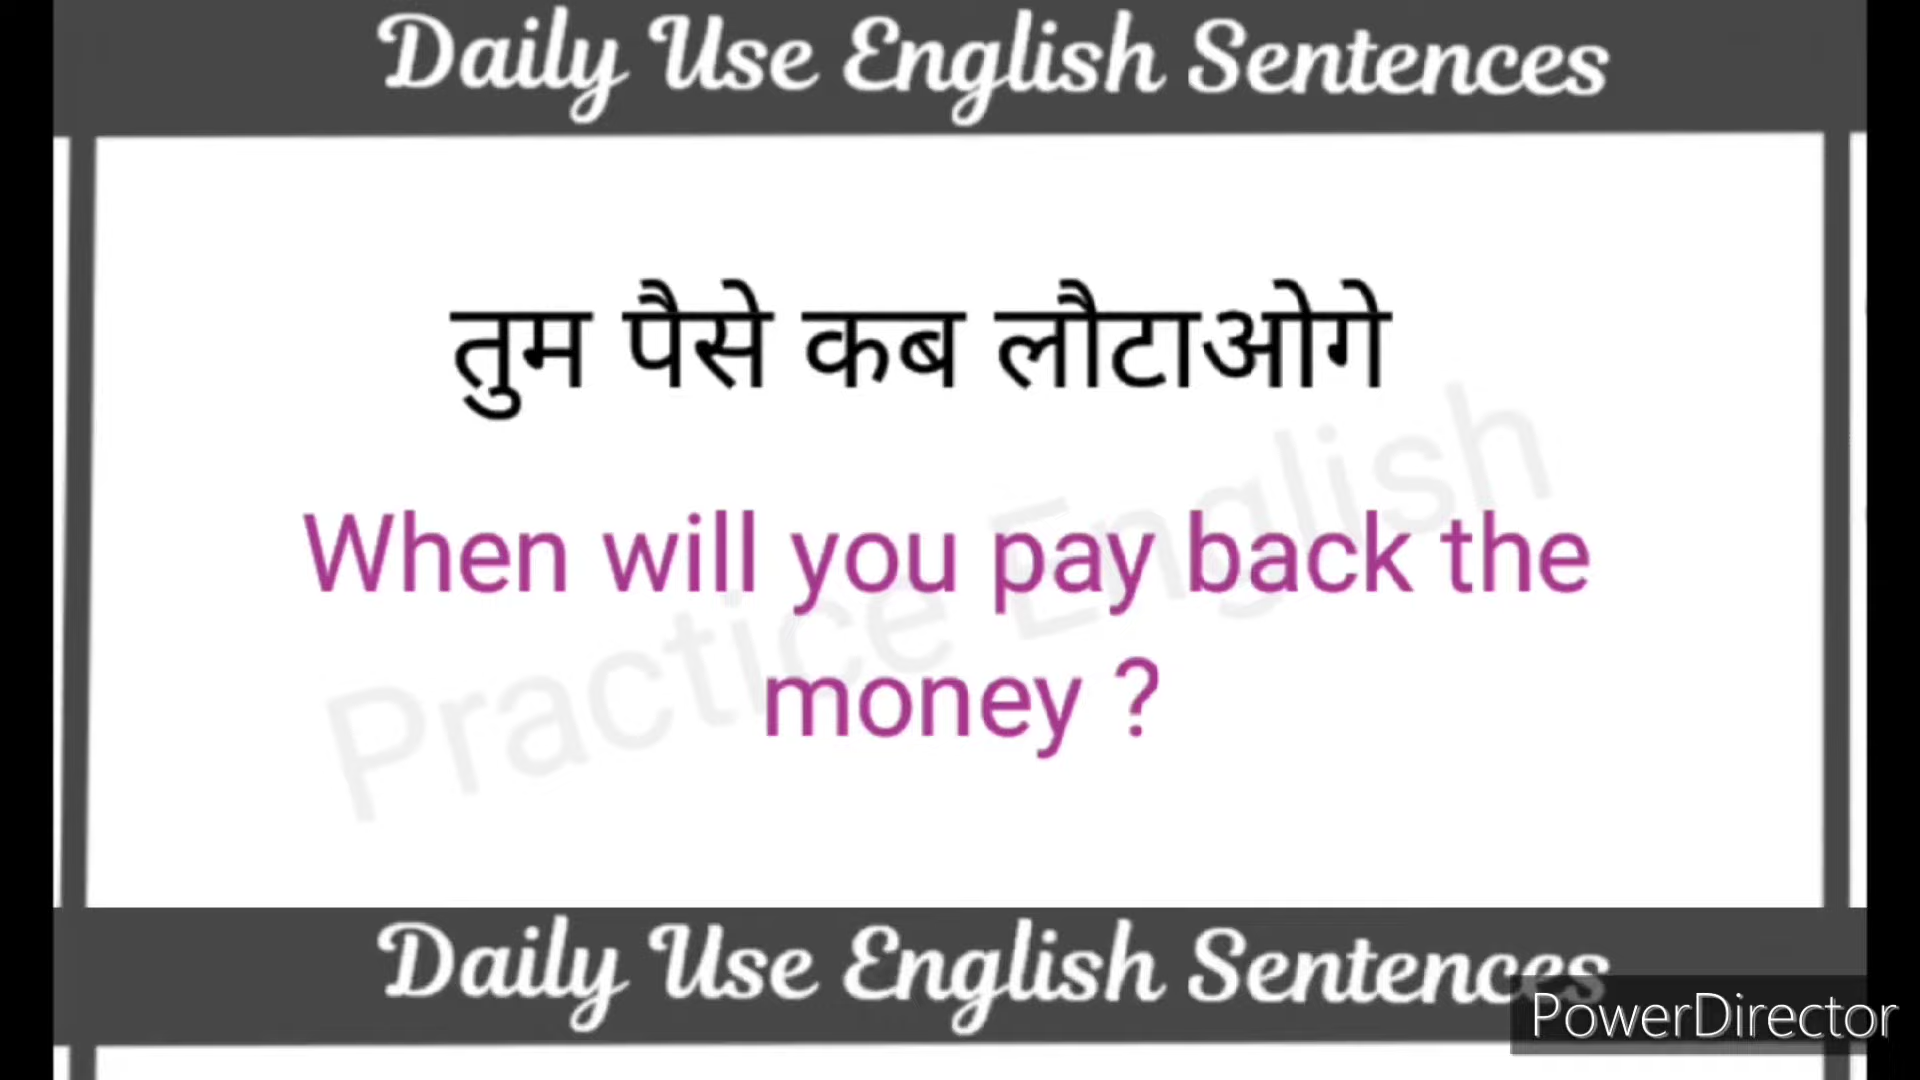 Daily Use English Sentences
तुम पैसे कब लौटाओगे
When will you pay back the
money ?
Practice English
Daily Use English Sentences
PowerDirector